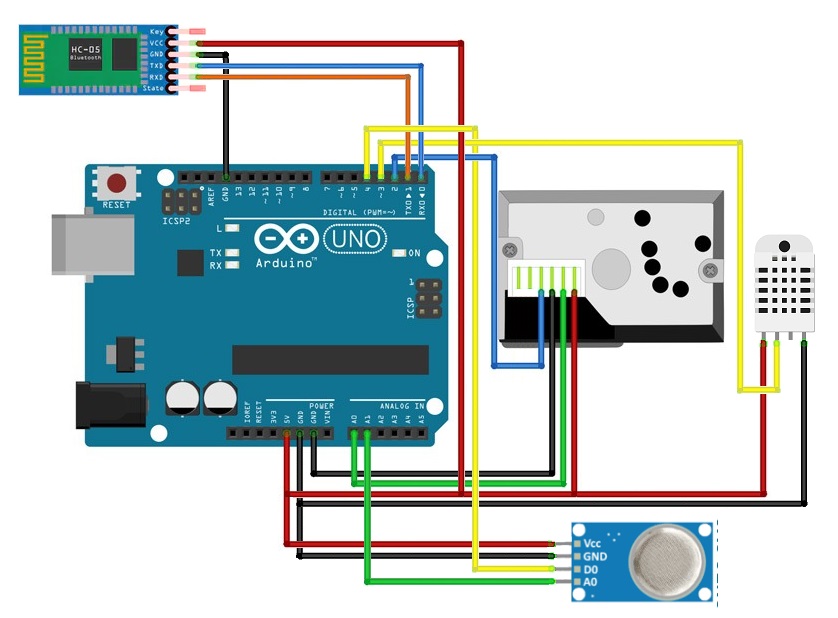 Key
VCC
GND
TXD
RXD
State
HC-05
Bluetooth
RESET
ICSP2
AREF
GND
13
12
~11
~10
~9
8
7
~6
~5
4
~3
2
TXO▶1
RXO◀0
DIGITAL (PWM=~)
L
TX
RX
UNO
Arduino™
ON
1
ICSP
IOREF
RESET
3V3
5V
GND
GND
VIN
POWER
ANALOG IN
A0
A1
A2
A3
A4
A5
Vcc
GND
D0
A0